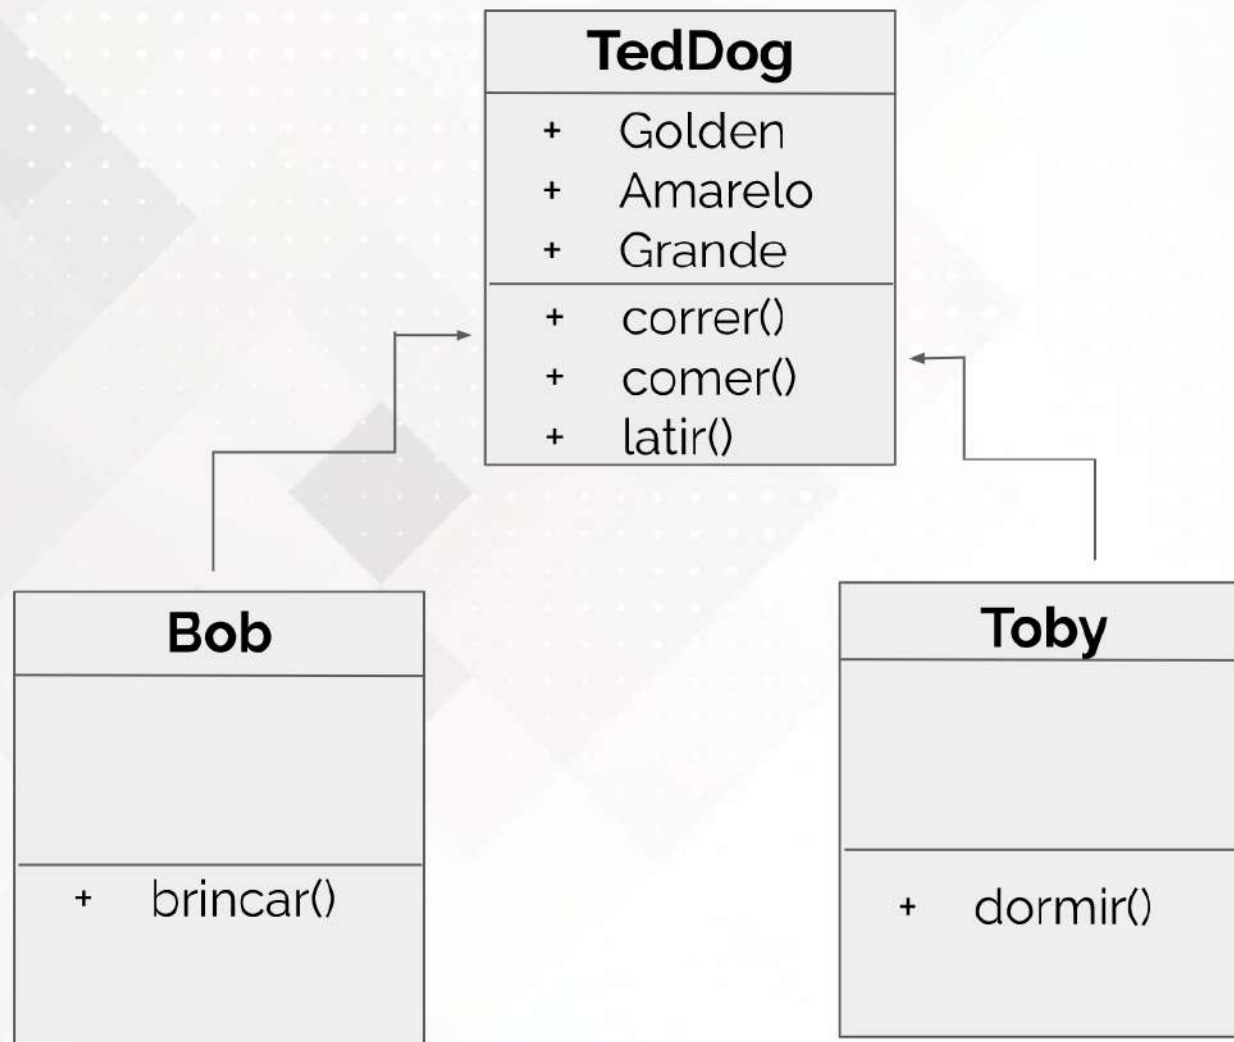 TedDog
+ Golden
+ Amarelo
+ Grande
+ correr()
+ comer()
+ latir()
Bob
+ brincar()
Toby
+ dormir()